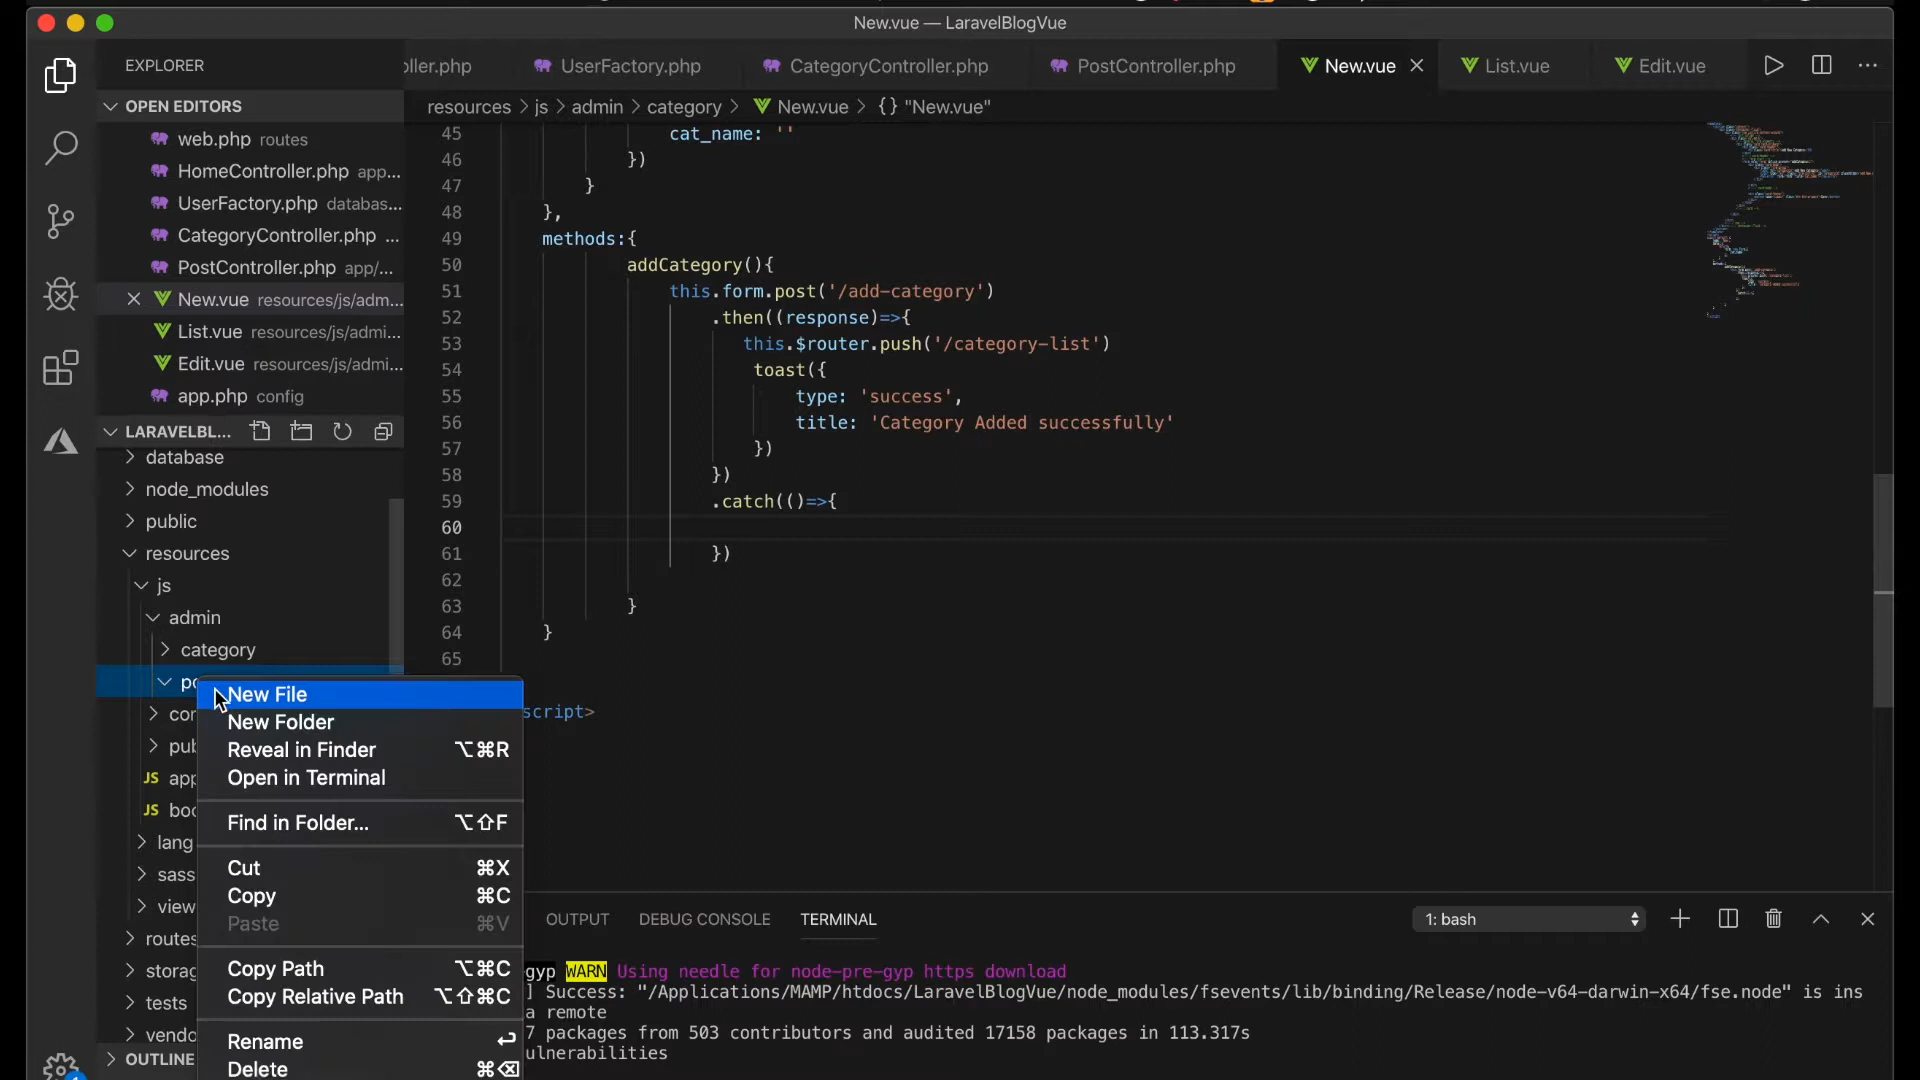 New.vue — LaravelBlogVue
EXPLORER
ller.php
UserFactory.php
CategoryController.php
PostController.php
New.vue
List.vue
Edit.vue
OPEN EDITORS
resources > js > admin > category > New.vue > {} "New.vue"
web.php routes
HomeController.php app...
UserFactory.php databas...
CategoryController.php ...
PostController.php app/...
New.vue resources/js/adm...
List.vue resources/js/admi...
Edit.vue resources/js/admi...
app.php config
LARAVELBL...
database
node_modules
public
resources
js
admin
category
lang
sass
view
routes
storag
tests
vendo
OUTLINE
45 cat_name: ''
46 })
47 }
48 },
49 methods:{
50 addCategory(){
51 this.form.post('/add-category')
52 .then((response)=>{
53 this.$router.push('/category-list')
54 toast({
55 type: 'success',
56 title: 'Category Added successfully'
57 })
58 })
59 .catch(()=>{
60
61 })
62
63 }
64 }
65
script>
New File
New Folder
Reveal in Finder ⌥⌘R
Open in Terminal
Find in Folder... ⌥⇧F
Cut ⌘X
Copy ⌘C
Paste ⌘V
Copy Path ⌥⌘C
Copy Relative Path ⌥⇧⌘C
Rename ↩
Delete ⌘⌫
OUTPUT
DEBUG CONSOLE
TERMINAL
1: bash
gyp WARN Using needle for node-pre-gyp https download
] Success: "/Applications/MAMP/htdocs/LaravelBlogVue/node_modules/fsevents/lib/binding/Release/node-v64-darwin-x64/fse.node" is ins
a remote
7 packages from 503 contributors and audited 17158 packages in 113.317s
ulnerabilities